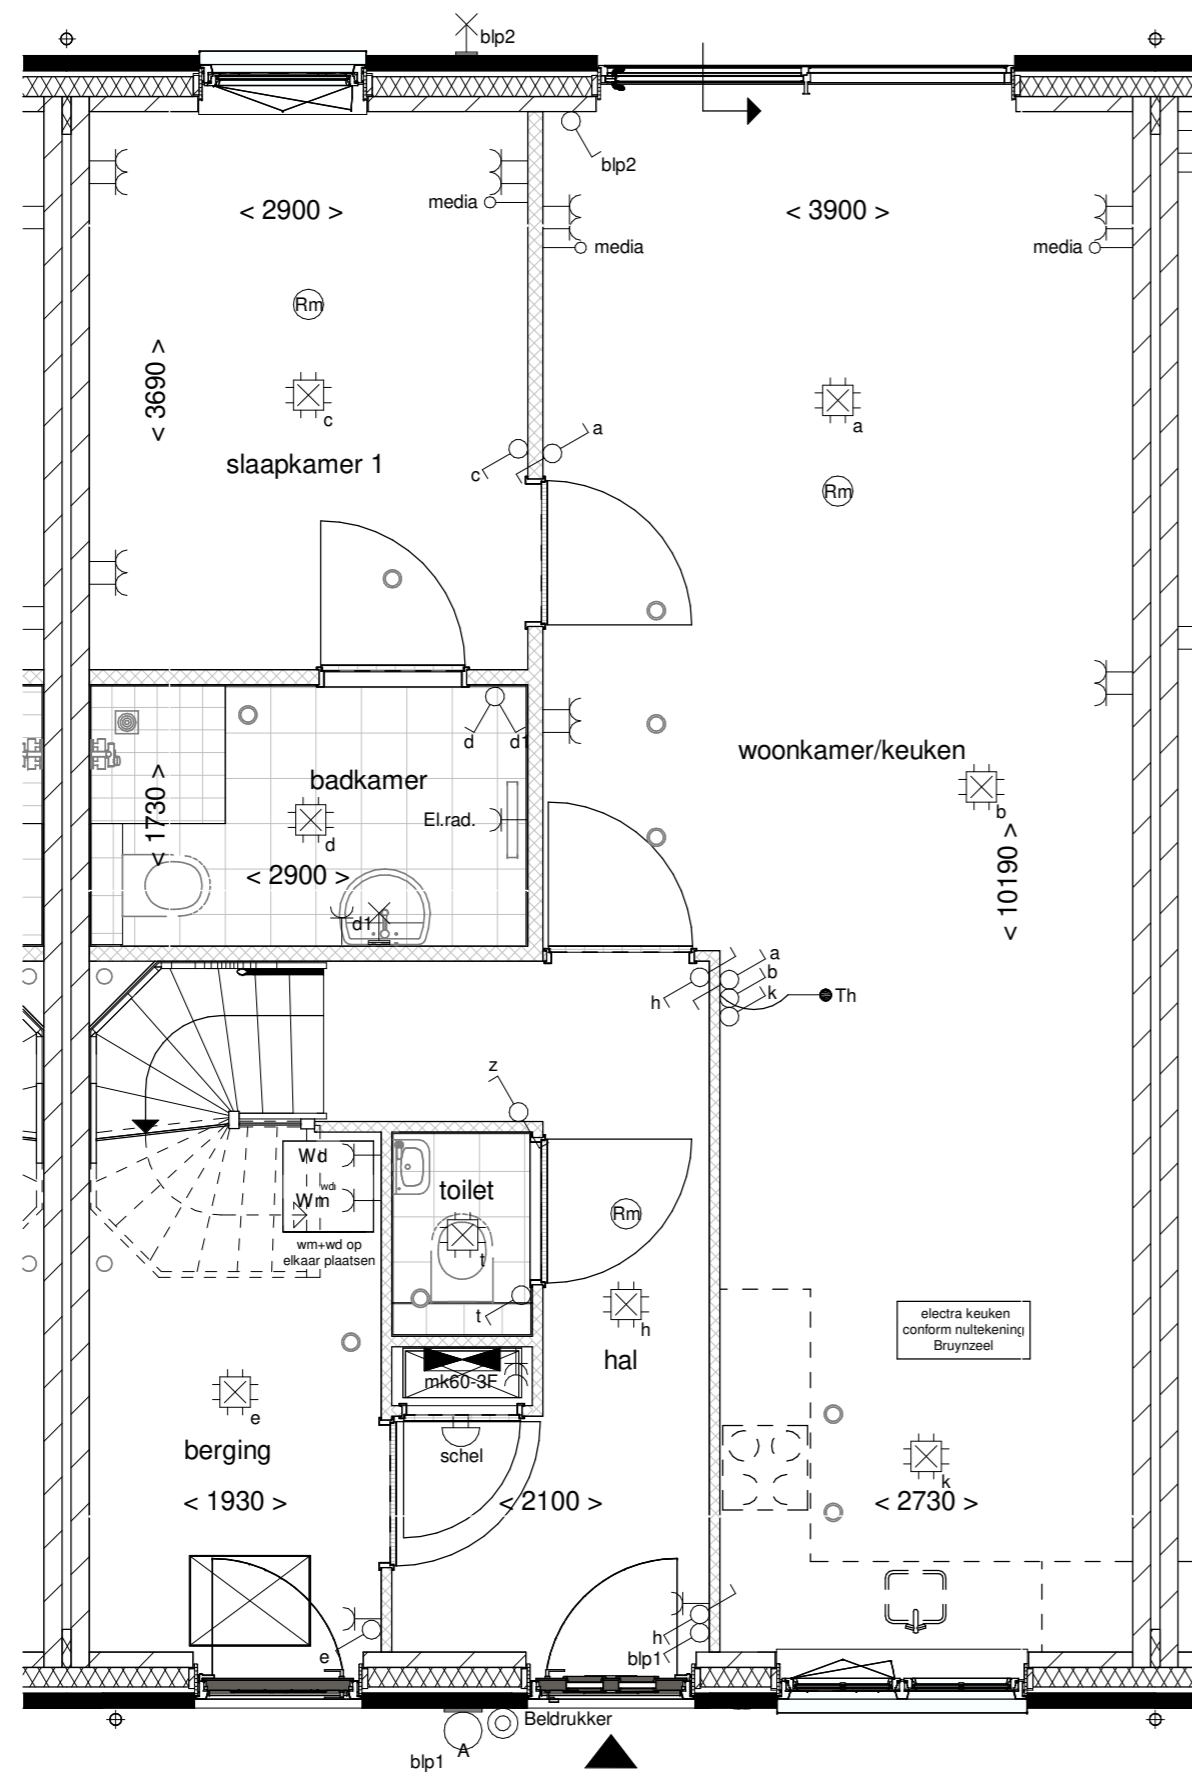 blp2
blp2
media
< 2900 >
< 3900 >
media
media
Rm
< 3690 >
c
a
slaapkamer 1
a
c
Rm
d
d1
woonkamer/keuken
badkamer
< 1730 >
El.rad.
d
b
< 2900 >
< 10190 >
d1
a
h
b
k
Th
z
Wd
wdr
Wm
toilet
Rm
wm+wd op
elkaar plaatsen
t
t
h
electra keuken
conform nultekening
Bruynzeel
hal
mk60-3F
e
berging
schel
k
< 1930 >
< 2100 >
< 2730 >
h
e
blp1
Beldrukker
A
blp1